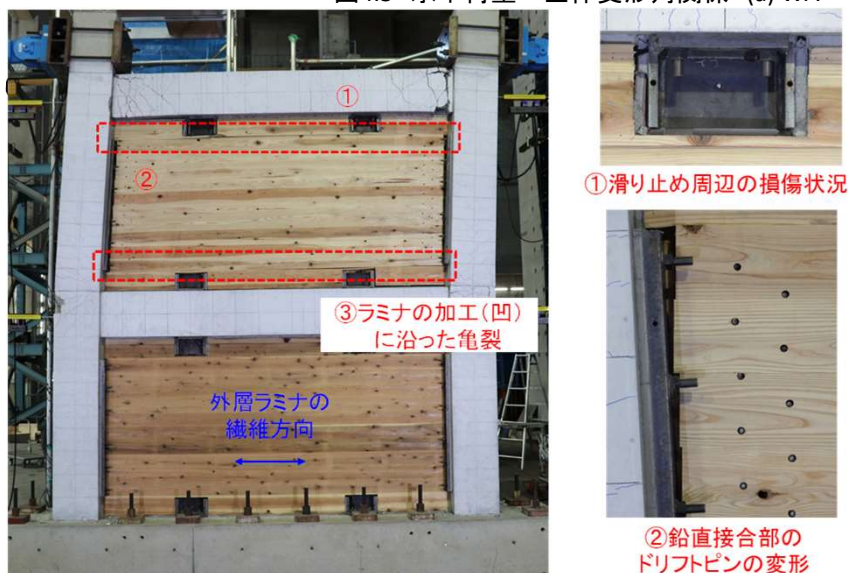 ①
②
③ラミナの加工(凹)
に沿った亀裂
外層ラミナの
繊維方向
①滑り止め周辺の損傷状況
②鉛直接合部の
ドリフトピンの変形